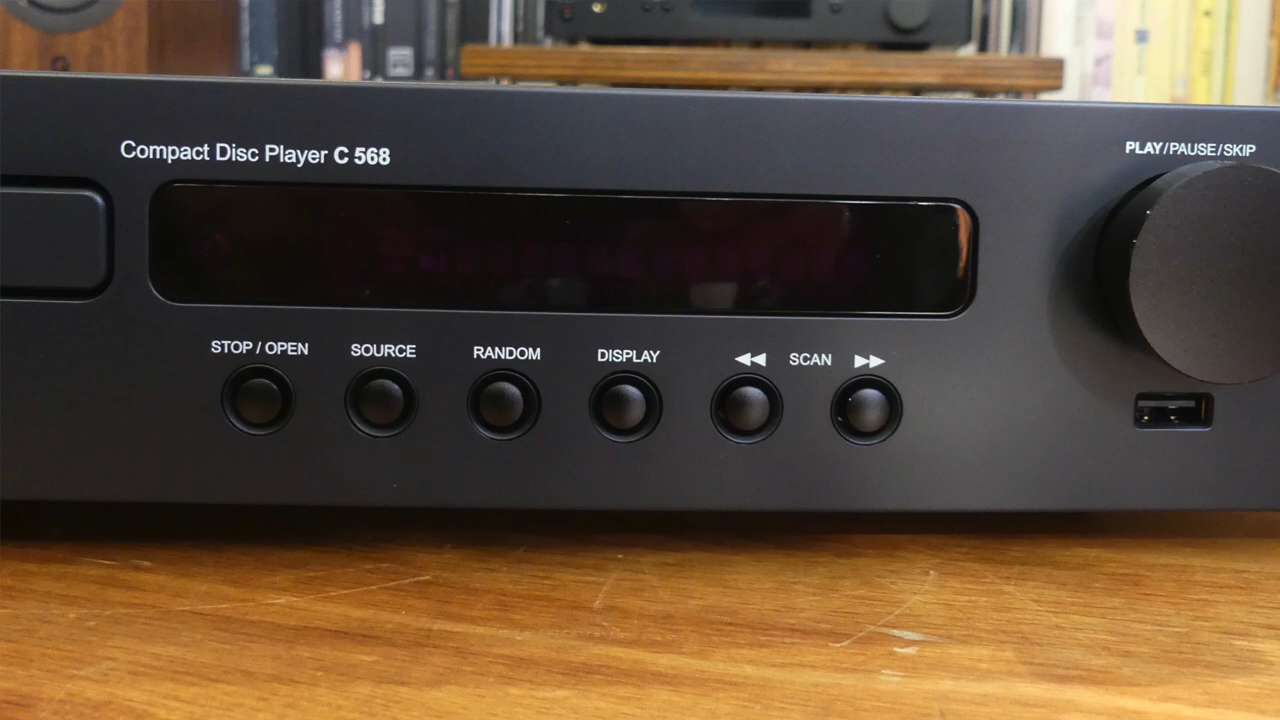 Compact Disc Player C 568
PLAY/PAUSE/SKIP
STOP / OPEN
SOURCE
RANDOM
DISPLAY
◀◀ SCAN ▶▶